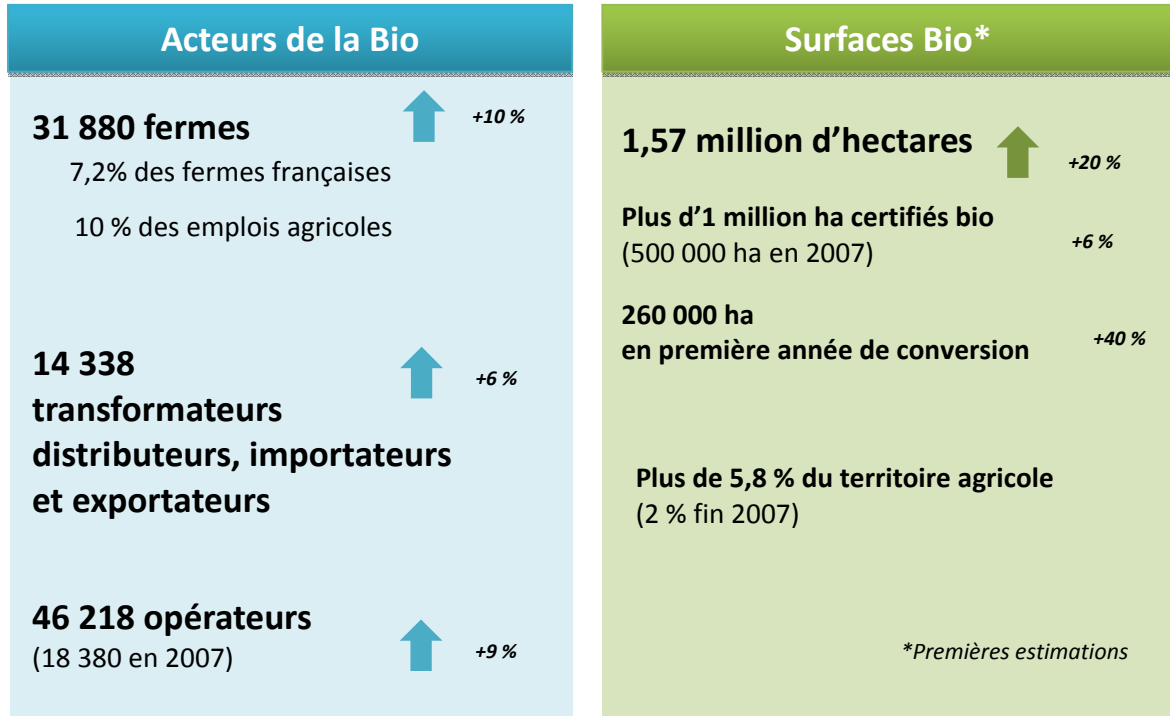 Acteurs de la Bio
31 880 fermes
+10 %
7,2% des fermes françaises
10 % des emplois agricoles
14 338
+6 %
transformateurs
distributeurs, importateurs
et exportateurs
46 218 opérateurs
(18 380 en 2007)
+9 %
Surfaces Bio*
1,57 million d’hectares
+20 %
Plus d’1 million ha certifiés bio
+6 %
(500 000 ha en 2007)
260 000 ha
en première année de conversion
+40 %
Plus de 5,8 % du territoire agricole
(2 % fin 2007)
*Premières estimations